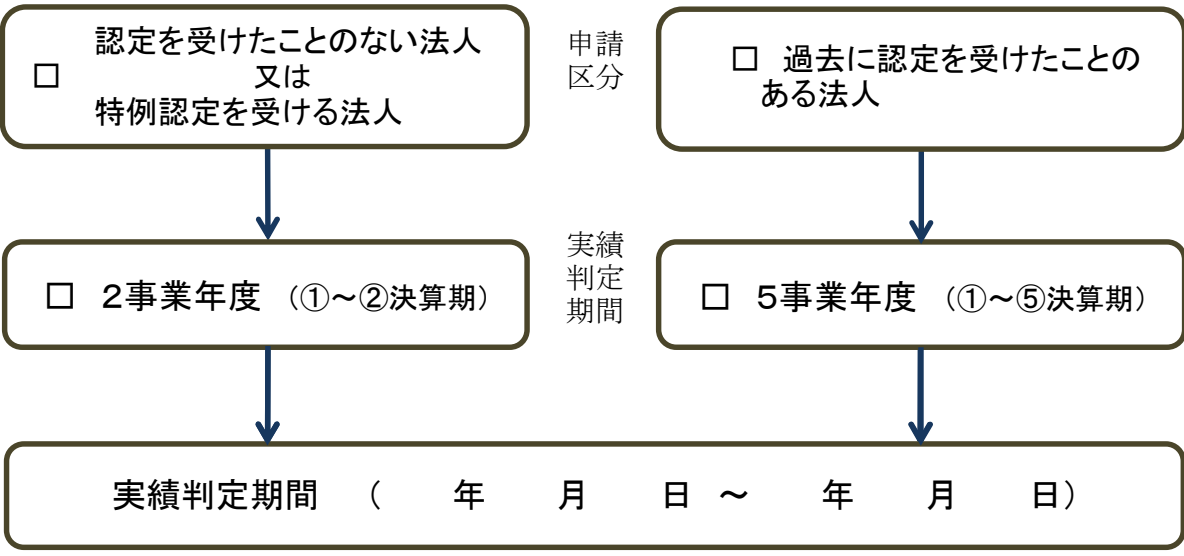 認定を受けたことのない法人
□ 又は
特例認定を受ける法人
申請
区分
□ 過去に認定を受けたことの
ある法人
□ 2事業年度 (①～②決算期)
実績
判定
期間
□ 5事業年度 (①～⑤決算期)
実績判定期間 ( 年 月 日 ～ 年 月 日)